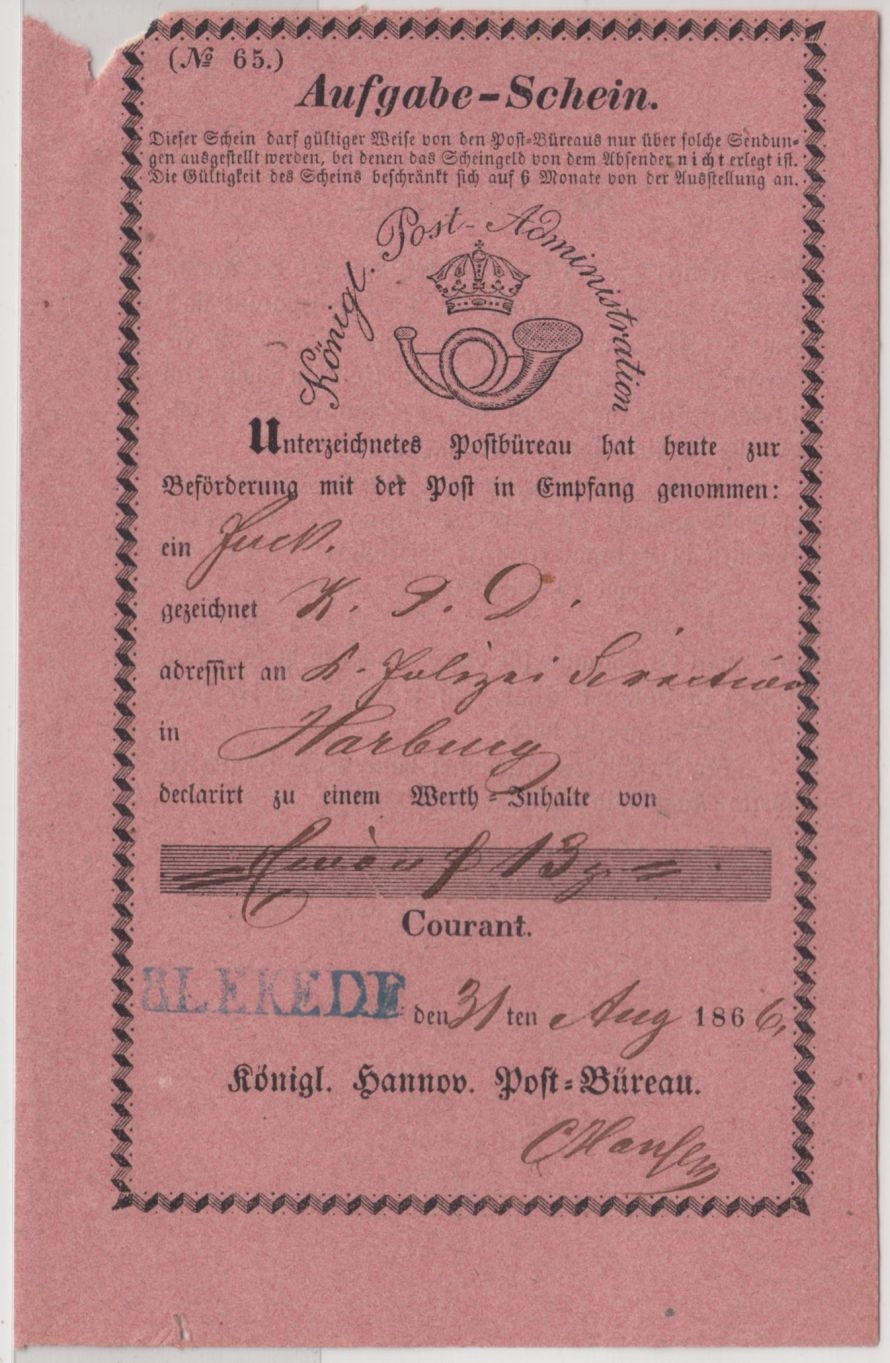 (№ 65.)
Aufgabe-Schein.
Dieser Schein darf gültiger Weise von den Post-Büreaus nur über solche Sendun-
gen ausgestellt werden, bei denen das Scheingeld von dem Absender nicht erlegt ist.
Die Gültigkeit des Scheins beschränkt sich auf 6 Monate von der Ausstellung an.
Königl. Post-Administration
Unterzeichnetes Postbüreau hat heute zur
Beförderung mit der Post in Empfang genommen:
ein
gezeichnet K. P. D.
adressirt an K. Polizei Direction
in Harburg
declarirt zu einem Werth-Inhalte von
13
Courant.
BLEKEDE den 31ten Aug 1866
Königl. Hannov. Post-Büreau.